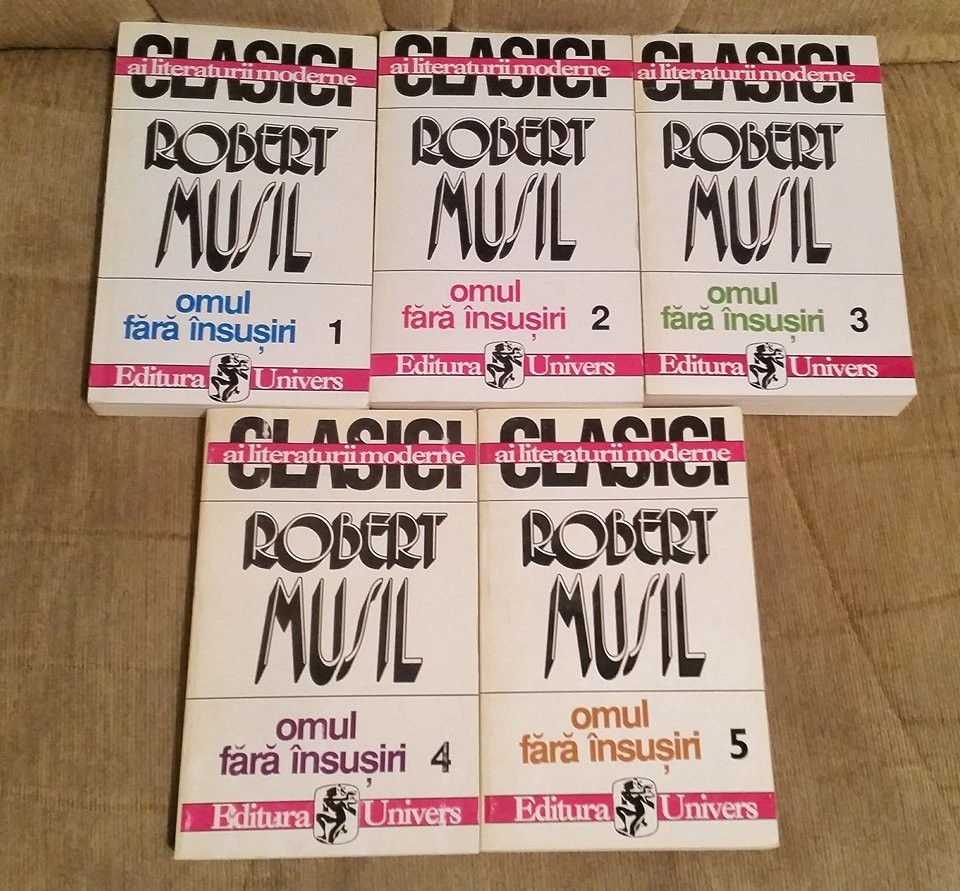 CLASICI
ai literaturii moderne
ROBERT
MUSIL
omul
fără însușiri 1
Editura Univers
CLASICI
ai literaturii moderne
ROBERT
MUSIL
omul
fără însușiri 2
Editura Univers
CLASICI
ai literaturii moderne
ROBERT
MUSIL
omul
fără însușiri 3
Editura Univers
CLASICI
ai literaturii moderne
ROBERT
MUSIL
omul
fără însușiri 4
Editura Univers
CLASICI
ai literaturii moderne
ROBERT
MUSIL
omul
fără însușiri 5
Editura Univers